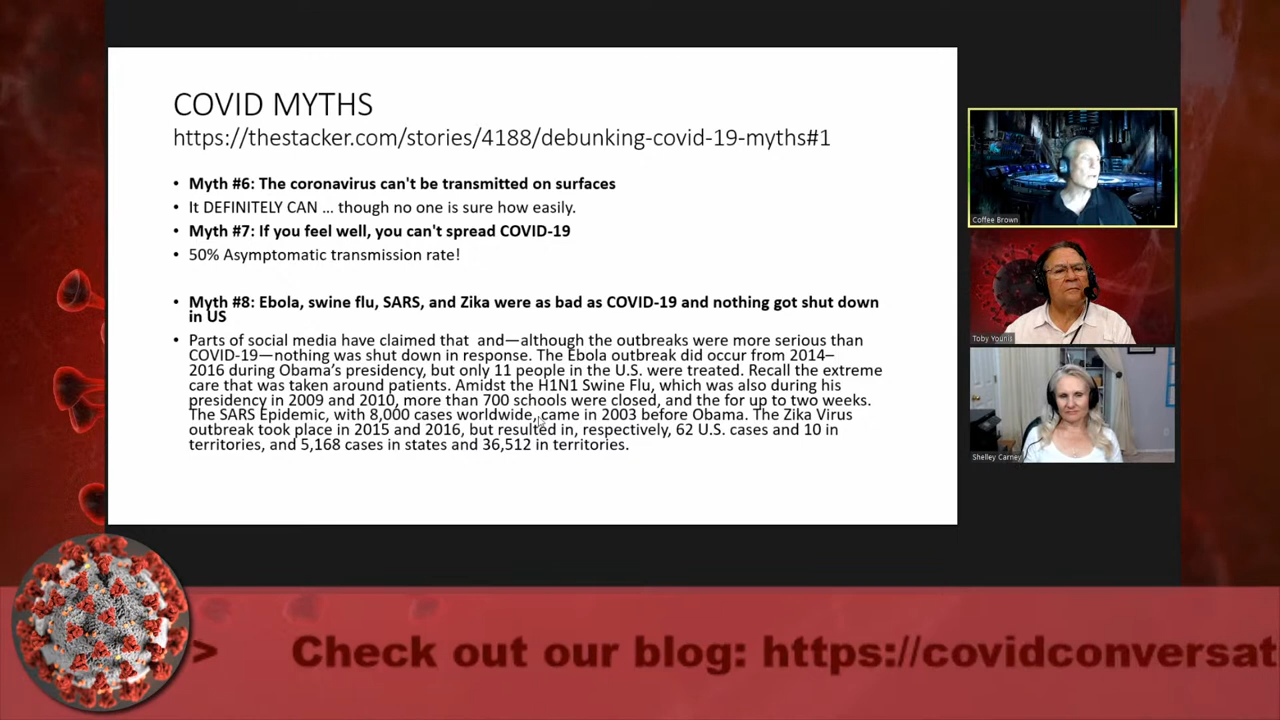 COVID MYTHS
https://thestacker.com/stories/4188/debunking-covid-19-myths#1
• Myth #6: The coronavirus can't be transmitted on surfaces
• It DEFINITELY CAN … though no one is sure how easily.
• Myth #7: If you feel well, you can't spread COVID-19
• 50% Asymptomatic transmission rate!
• Myth #8: Ebola, swine flu, SARS, and Zika were as bad as COVID-19 and nothing got shut down
in US
• Parts of social media have claimed that and—although the outbreaks were more serious than
COVID-19—nothing was shut down in response. The Ebola outbreak did occur from 2014–
2016 during Obama's presidency, but only 11 people in the U.S. were treated. Recall the extreme
care that was taken around patients. Amidst the H1N1 Swine Flu, which was also during his
presidency in 2009 and 2010, more than 700 schools were closed, and the for up to two weeks.
The SARS Epidemic, with 8,000 cases worldwide, came in 2003 before Obama. The Zika Virus
outbreak took place in 2015 and 2016, but resulted in, respectively, 62 U.S. cases and 10 in
territories, and 5,168 cases in states and 36,512 in territories.
Coffee Brown
Toby Younis
Shelley Carney
> Check out our blog: https://covidconversat